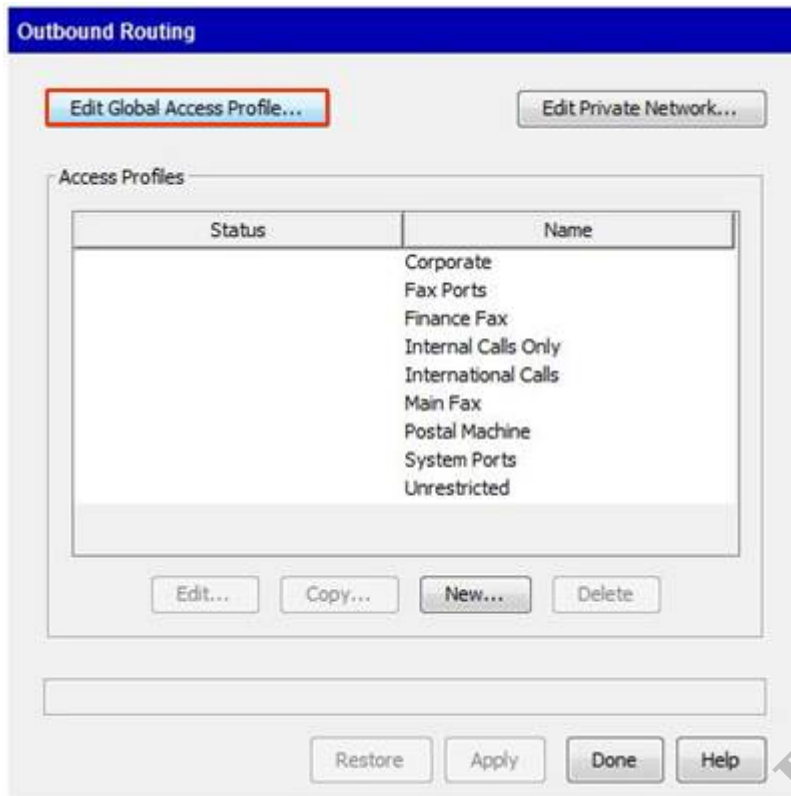 Outbound Routing
Edit Global Access Profile...
Edit Private Network...
Access Profiles
Status Name
Corporate
Fax Ports
Finance Fax
Internal Calls Only
International Calls
Main Fax
Postal Machine
System Ports
Unrestricted
Edit... Copy... New... Delete
Restore Apply Done Help